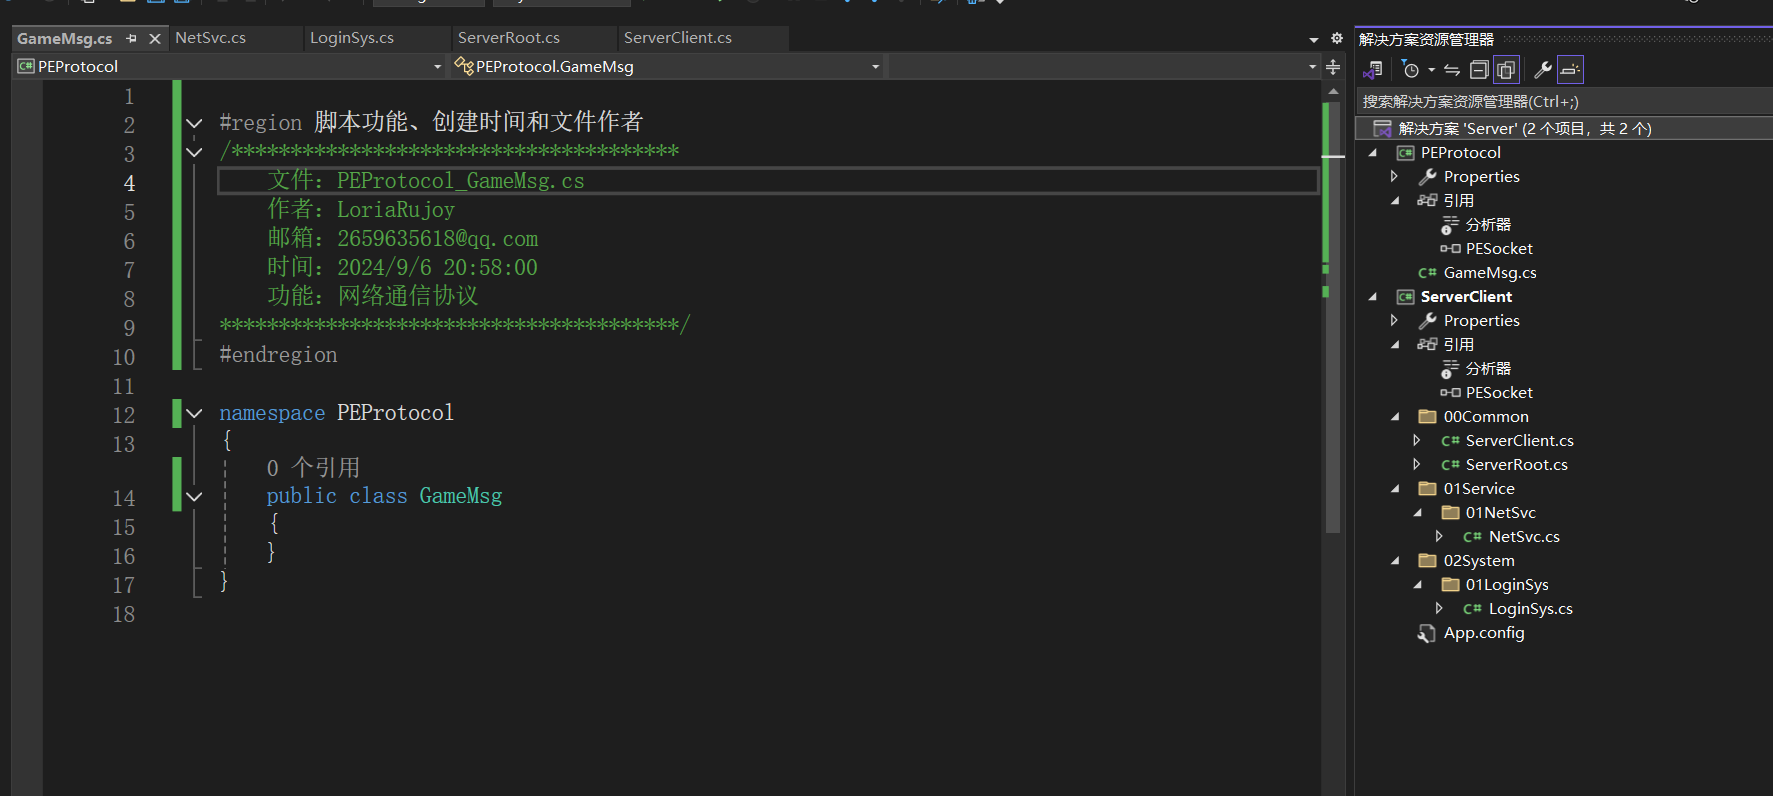 GameMsg.cs
NetSvc.cs
LoginSys.cs
ServerRoot.cs
ServerClient.cs
PEProtocol
PEProtocol.GameMsg
1
2 #region 脚本功能、创建时间和文件作者
3 /**************************************
4 文件: PEProtocol_GameMsg.cs
5 作者: LoriaRujoy
6 邮箱: 2659635618@qq.com
7 时间: 2024/9/6 20:58:00
8 功能: 网络通信协议
9 ***************************************/
10 #endregion
11
12 namespace PEProtocol
13 {
0 个引用
14 public class GameMsg
15 {
16 }
17 }
18
解决方案资源管理器
搜索解决方案资源管理器(Ctrl+;)
解决方案 'Server' (2 个项目，共 2 个)
PEProtocol
Properties
引用
分析器
PESocket
C# GameMsg.cs
ServerClient
Properties
引用
分析器
PESocket
00Common
C# ServerClient.cs
C# ServerRoot.cs
01Service
01NetSvc
C# NetSvc.cs
02System
01LoginSys
C# LoginSys.cs
App.config